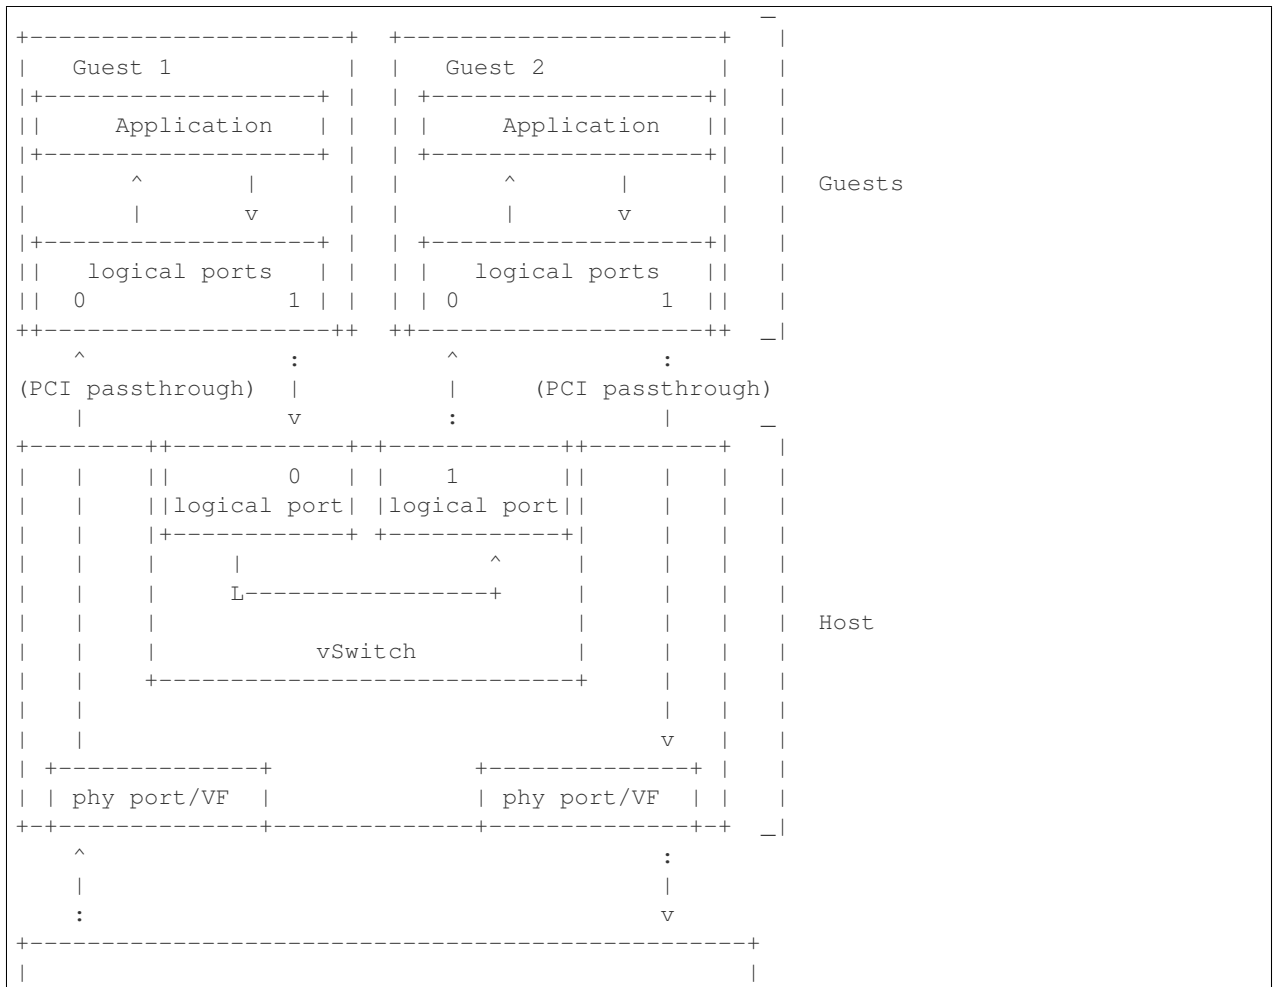 Guest 1 Guest 2
Application Application
Guests
logical ports logical ports
0 1 0 1
(PCI passthrough) (PCI passthrough)
0 1
logical port logical port
Host
vSwitch
phy port/VF phy port/VF